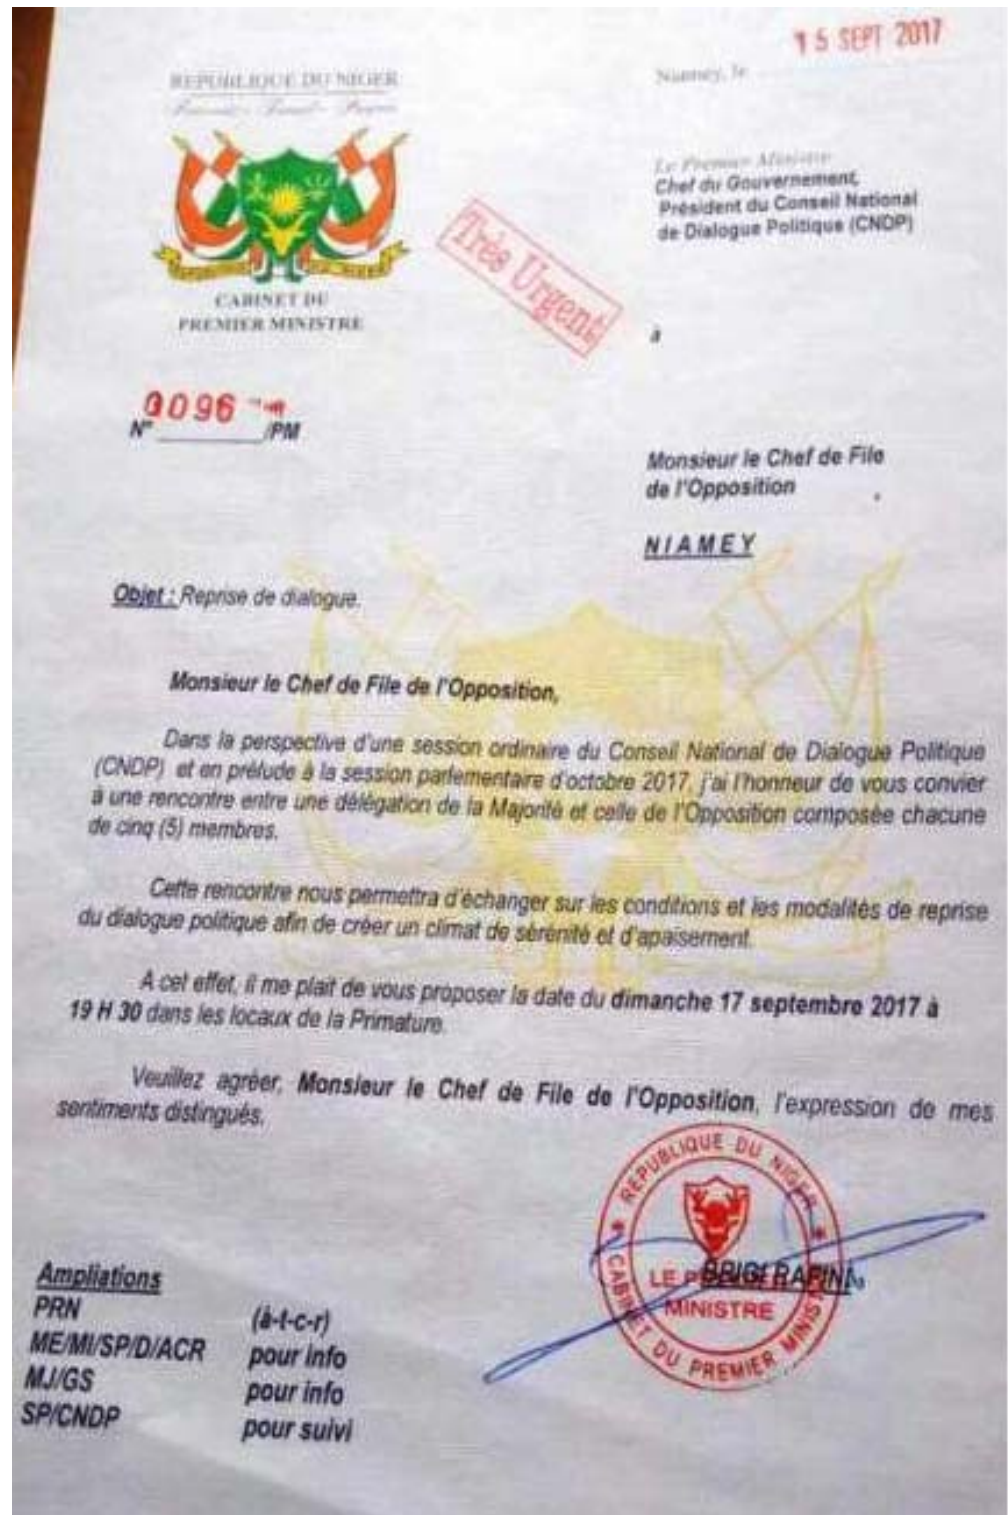 15 SEPT 2017
REPUBLIQUE DU NIGER
Niamey, le
Fraternité - Travail - Progrès
Le Premier Ministre
Chef du Gouvernement,
Président du Conseil National
de Dialogue Politique (CNDP)
Très Urgent
CABINET DU
PREMIER MINISTRE
à
0096
N° /PM
Monsieur le Chef de File
de l'Opposition
NIAMEY
Objet : Reprise de dialogue.
Monsieur le Chef de File de l'Opposition,
Dans la perspective d'une session ordinaire du Conseil National de Dialogue Politique
(CNDP) et en prélude à la session parlementaire d'octobre 2017, j'ai l'honneur de vous convier
à une rencontre entre une délégation de la Majorité et celle de l'Opposition composée chacune
de cinq (5) membres.
Cette rencontre nous permettra d'échanger sur les conditions et les modalités de reprise
du dialogue politique afin de créer un climat de sérénité et d'apaisement.
A cet effet, il me plait de vous proposer la date du dimanche 17 septembre 2017 à
19 H 30 dans les locaux de la Primature.
Veuillez agréer, Monsieur le Chef de File de l'Opposition, l'expression de mes
sentiments distingués.
REPUBLIQUE DU NIGER
CABINET DU PREMIER MINISTRE
LE PREMIER
MINISTRE
BRIGI RAFINI
Ampliations
PRN (à-t-c-r)
ME/MI/SP/D/ACR pour info
MJ/GS pour info
SP/CNDP pour suivi